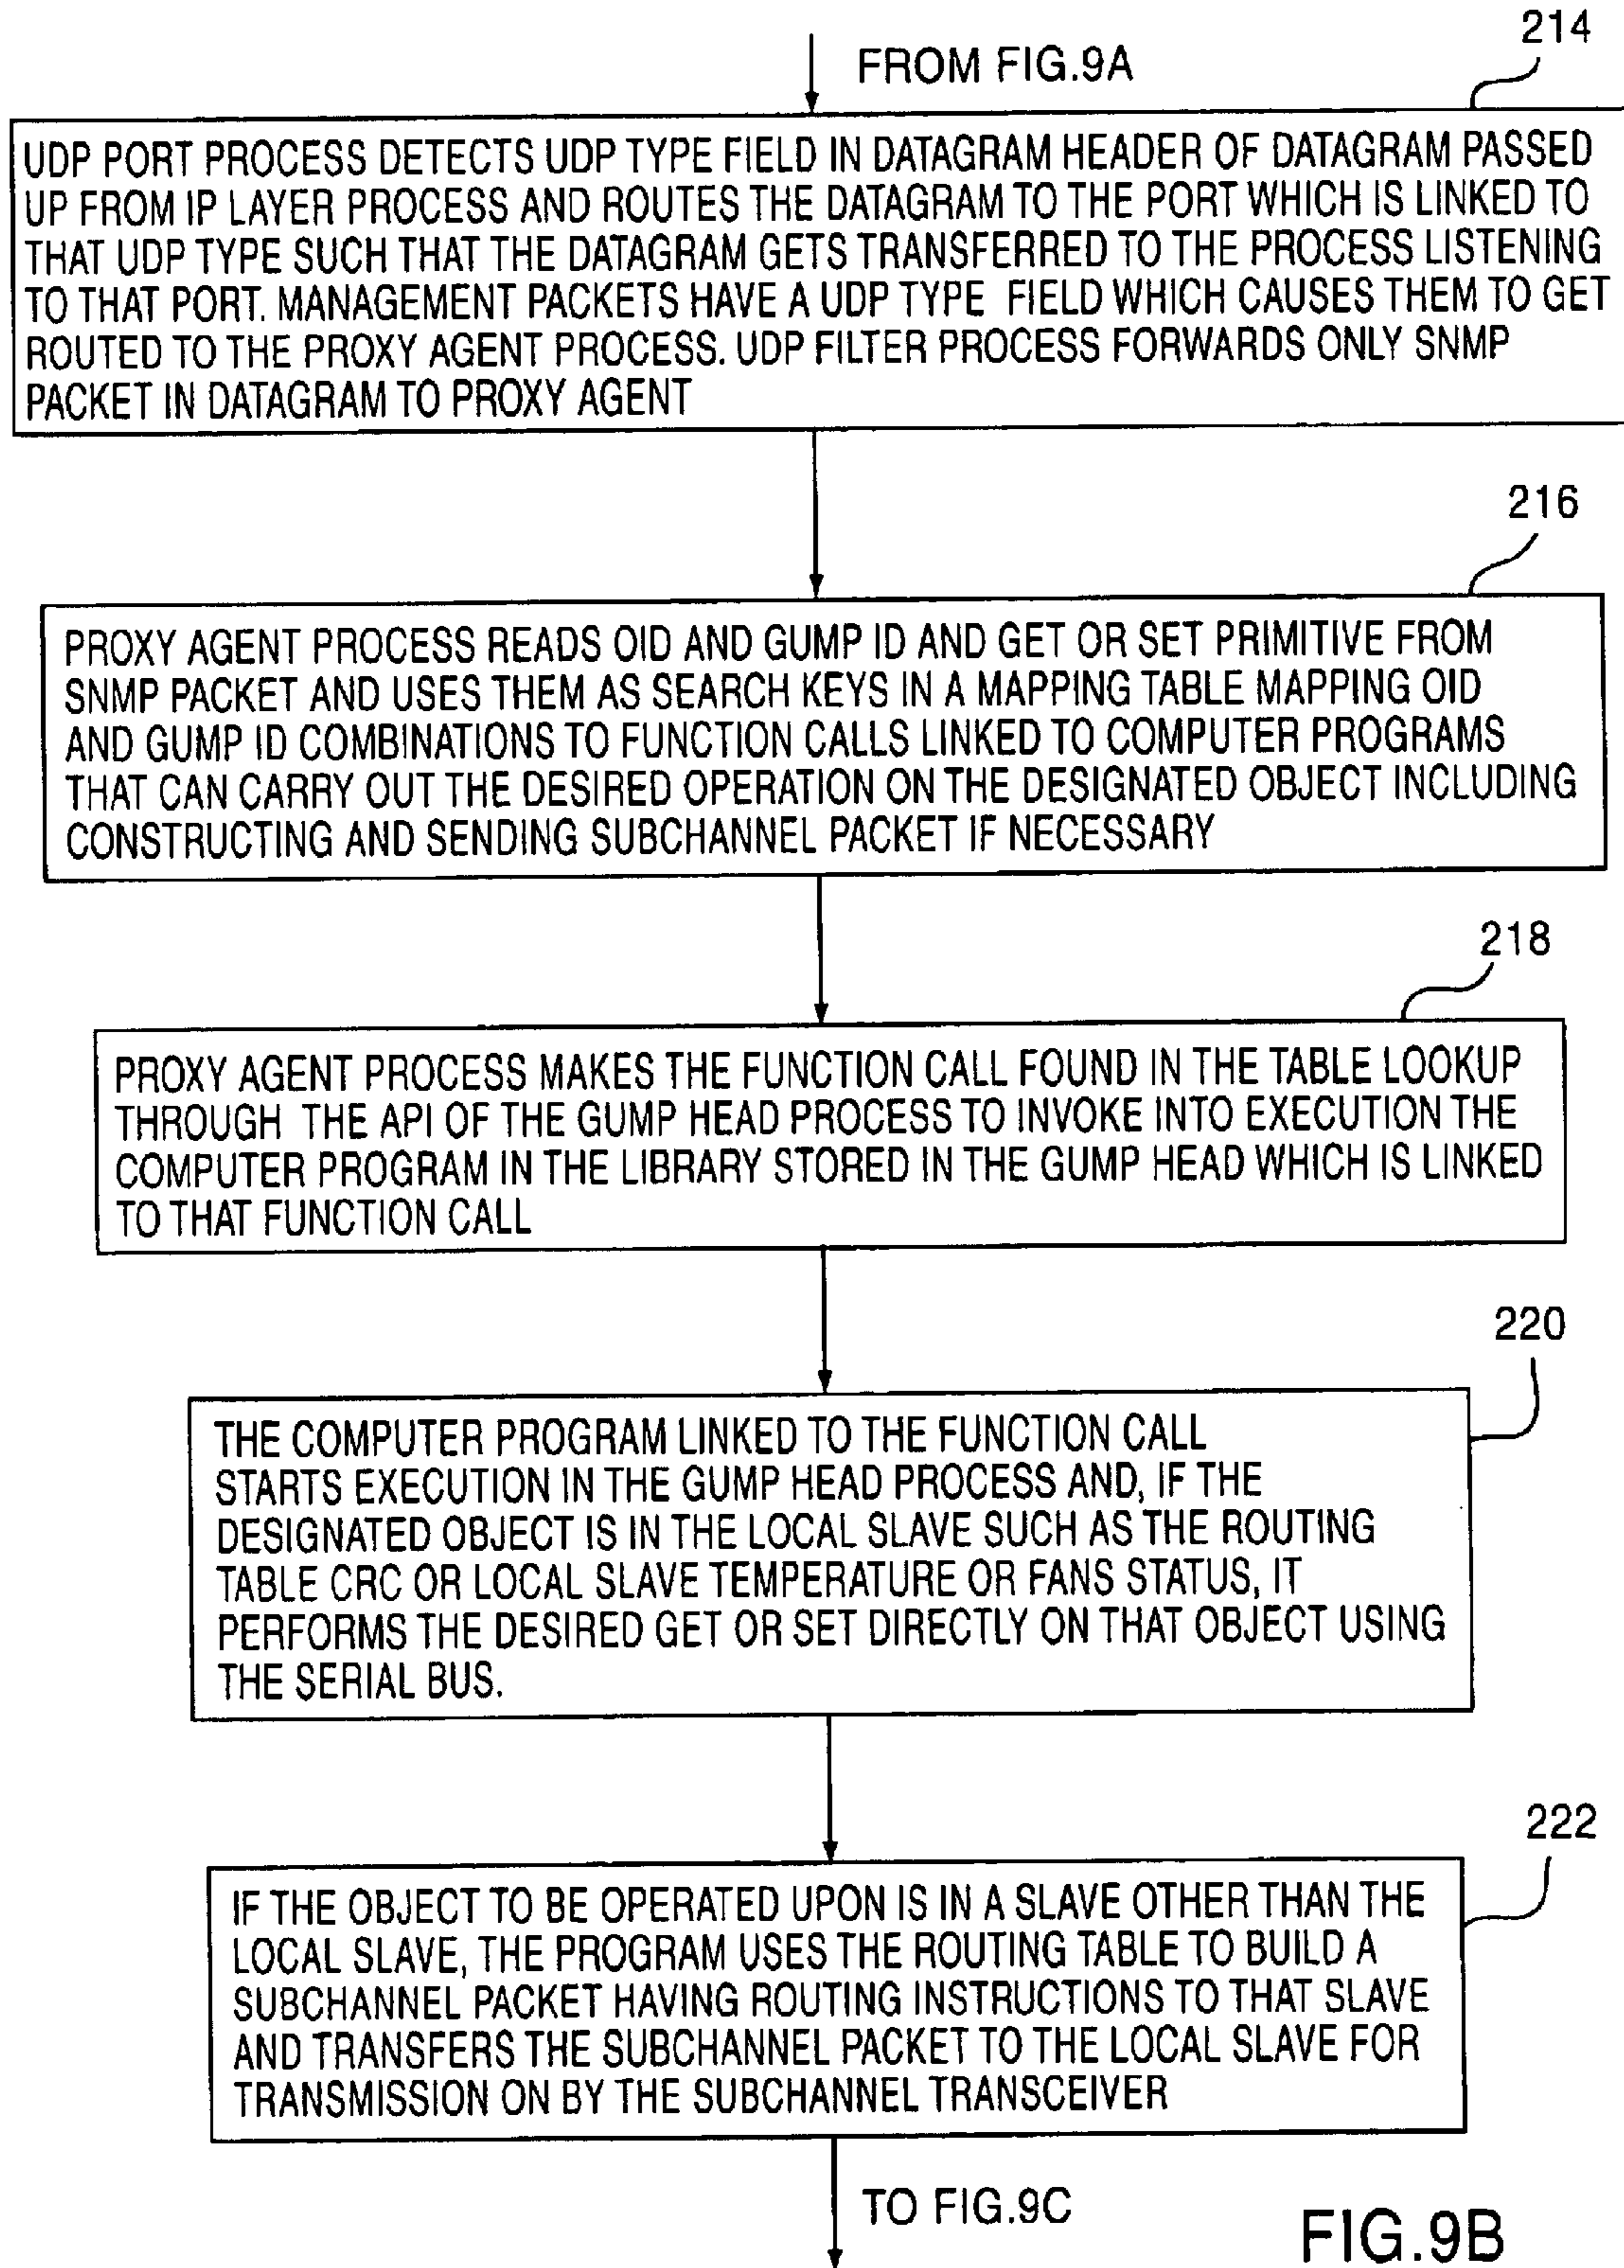 214
FROM FIG.9A
UDP PORT PROCESS DETECTS UDP TYPE FIELD IN DATAGRAM HEADER OF DATAGRAM PASSED
UP FROM IP LAYER PROCESS AND ROUTES THE DATAGRAM TO THE PORT WHICH IS LINKED TO
THAT UDP TYPE SUCH THAT THE DATAGRAM GETS TRANSFERRED TO THE PROCESS LISTENING
TO THAT PORT. MANAGEMENT PACKETS HAVE A UDP TYPE FIELD WHICH CAUSES THEM TO GET
ROUTED TO THE PROXY AGENT PROCESS. UDP FILTER PROCESS FORWARDS ONLY SNMP
PACKET IN DATAGRAM TO PROXY AGENT
216
PROXY AGENT PROCESS READS OID AND GUMP ID AND GET OR SET PRIMITIVE FROM
SNMP PACKET AND USES THEM AS SEARCH KEYS IN A MAPPING TABLE MAPPING OID
AND GUMP ID COMBINATIONS TO FUNCTION CALLS LINKED TO COMPUTER PROGRAMS
THAT CAN CARRY OUT THE DESIRED OPERATION ON THE DESIGNATED OBJECT INCLUDING
CONSTRUCTING AND SENDING SUBCHANNEL PACKET IF NECESSARY
218
PROXY AGENT PROCESS MAKES THE FUNCTION CALL FOUND IN THE TABLE LOOKUP
THROUGH THE API OF THE GUMP HEAD PROCESS TO INVOKE INTO EXECUTION THE
COMPUTER PROGRAM IN THE LIBRARY STORED IN THE GUMP HEAD WHICH IS LINKED
TO THAT FUNCTION CALL
220
THE COMPUTER PROGRAM LINKED TO THE FUNCTION CALL
STARTS EXECUTION IN THE GUMP HEAD PROCESS AND, IF THE
DESIGNATED OBJECT IS IN THE LOCAL SLAVE SUCH AS THE ROUTING
TABLE CRC OR LOCAL SLAVE TEMPERATURE OR FANS STATUS, IT
PERFORMS THE DESIRED GET OR SET DIRECTLY ON THAT OBJECT USING
THE SERIAL BUS.
222
IF THE OBJECT TO BE OPERATED UPON IS IN A SLAVE OTHER THAN THE
LOCAL SLAVE, THE PROGRAM USES THE ROUTING TABLE TO BUILD A
SUBCHANNEL PACKET HAVING ROUTING INSTRUCTIONS TO THAT SLAVE
AND TRANSFERS THE SUBCHANNEL PACKET TO THE LOCAL SLAVE FOR
TRANSMISSION ON BY THE SUBCHANNEL TRANSCEIVER
TO FIG.9C
FIG.9B